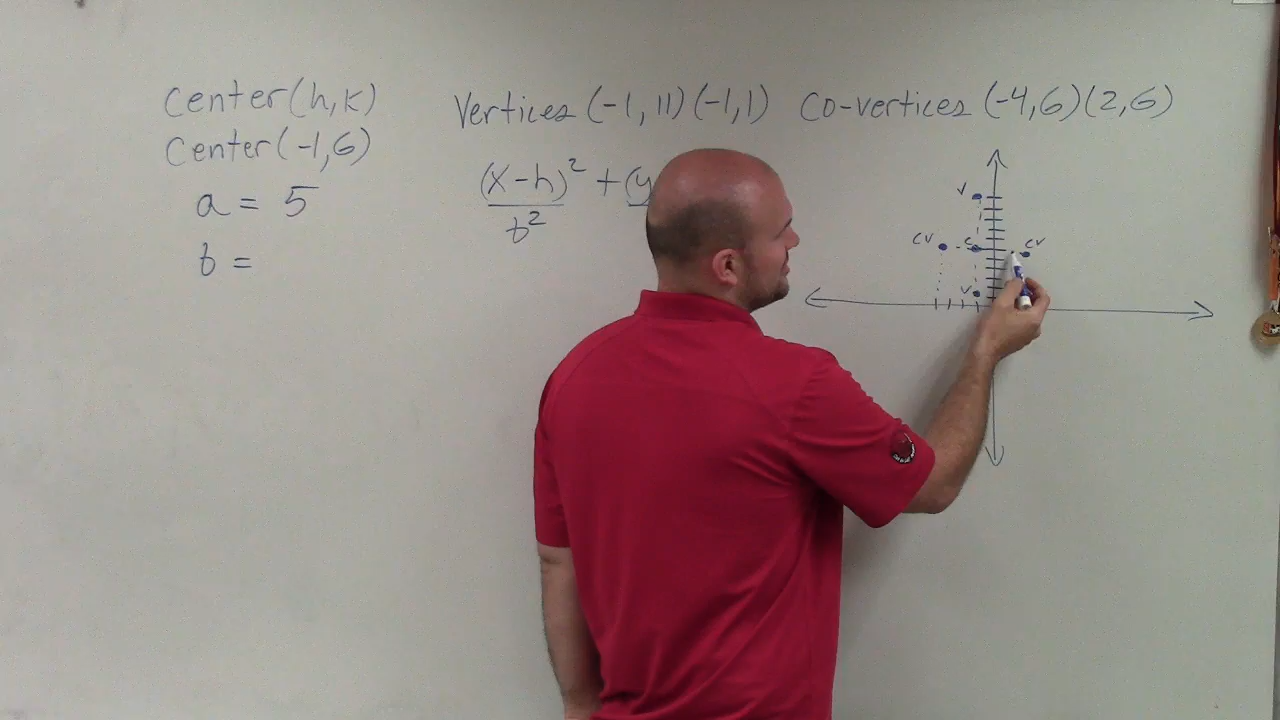 Center(h,k)
Vertices (-1,11)(-1,1)
Co-vertices (-4,6)(2,6)
Center(-1,6)
a = 5
b =
(x-h)² + (y
b²
V
CV
C
CV
V